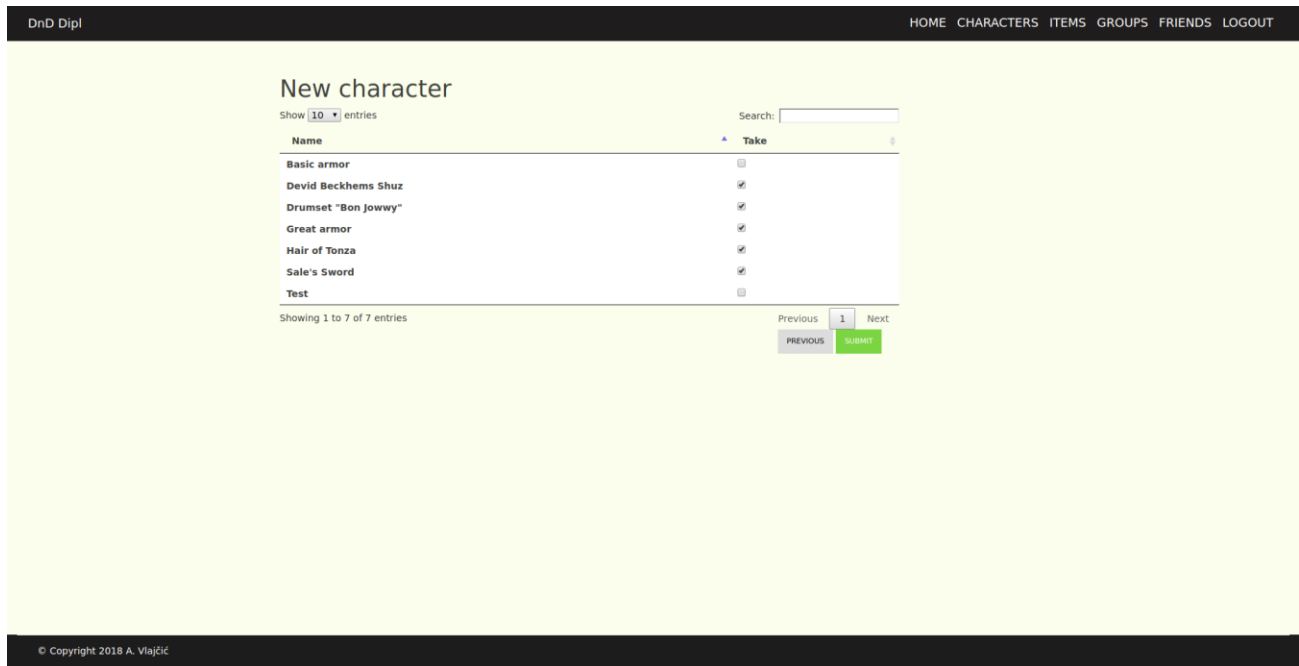 DnD Dipl HOME CHARACTERS ITEMS GROUPS FRIENDS LOGOUT
New character
Show 10 entries Search:
Name Take
Basic armor
Devid Beckhems Shuz
Drumset "Bon Jowwy"
Great armor
Hair of Tonza
Sale's Sword
Test
Showing 1 to 7 of 7 entries Previous 1 Next
PREVIOUS SUBMIT
© Copyright 2018 A. Vlajčić